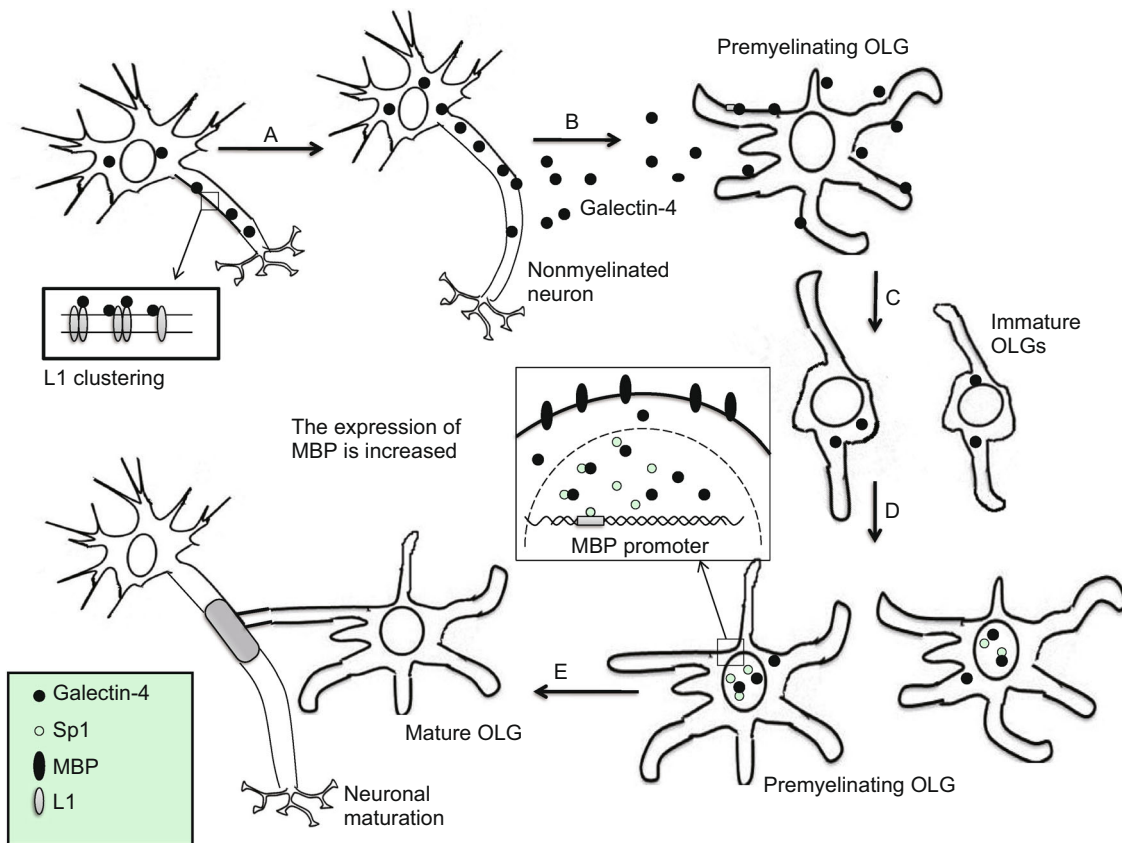 Premyelinating OLG
A
B
Galectin-4
Nonmyelinated
neuron
L1 clustering
C
Immature
OLGs
The expression of
MBP is increased
MBP promoter
D
E
Mature OLG
Premyelinating OLG
Neuronal
maturation
Galectin-4
Sp1
MBP
L1